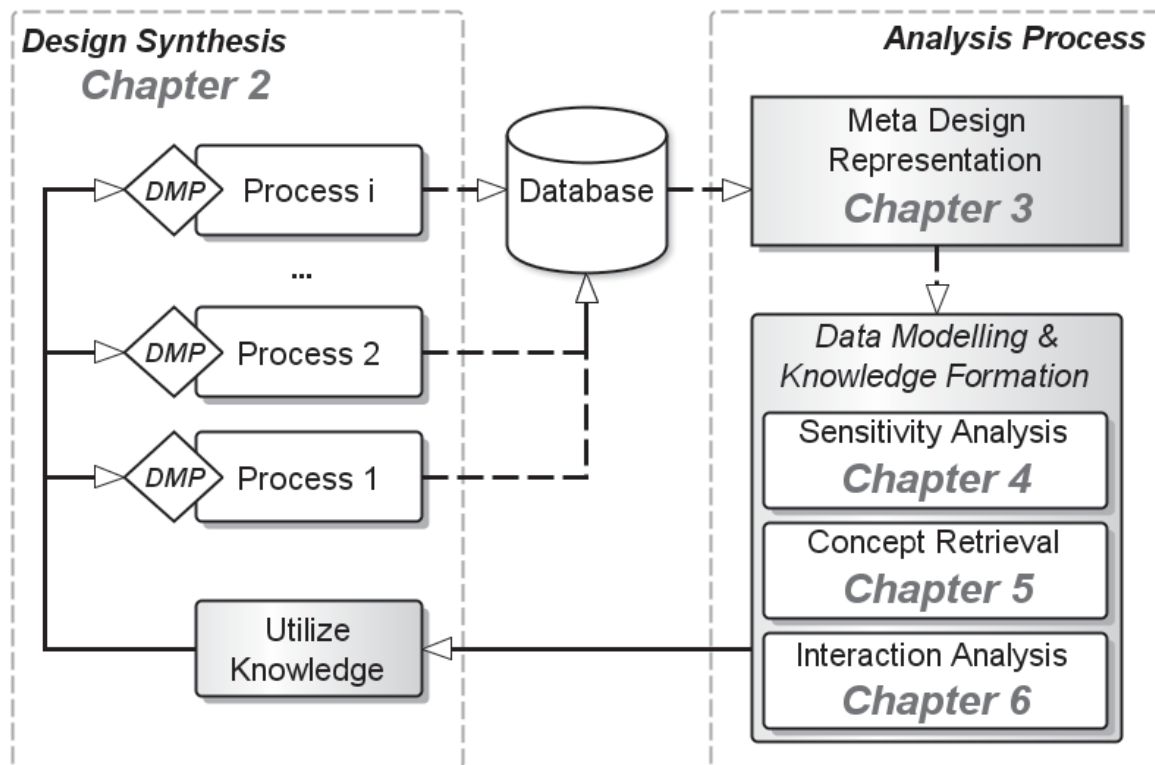 Design Synthesis
Chapter 2
DMP
Process i
...
DMP
Process 2
DMP
Process 1
Utilize
Knowledge
Database
Analysis Process
Meta Design
Representation
Chapter 3
Data Modelling &
Knowledge Formation
Sensitivity Analysis
Chapter 4
Concept Retrieval
Chapter 5
Interaction Analysis
Chapter 6